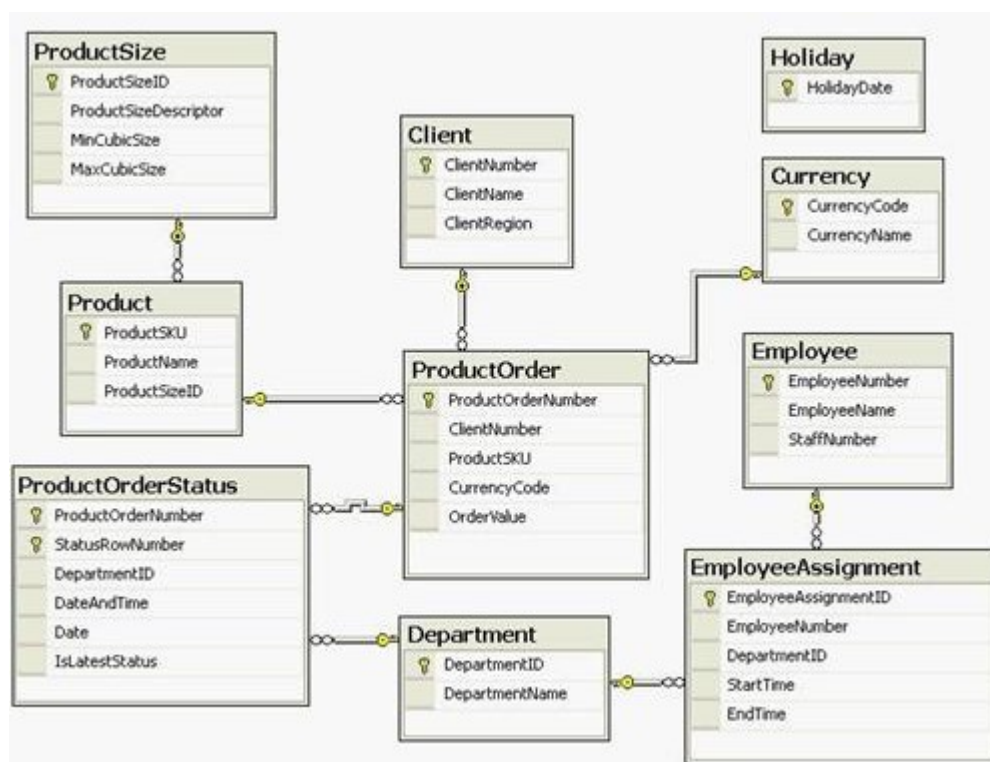 ProductSize
ProductSizeID
ProductSizeDescriptor
MinCubicSize
MaxCubicSize
Holiday
HolidayDate
Client
ClientNumber
ClientName
ClientRegion
Currency
CurrencyCode
CurrencyName
Product
ProductSKU
ProductName
ProductSizeID
ProductOrder
ProductOrderNumber
ClientNumber
ProductSKU
CurrencyCode
OrderValue
Employee
EmployeeNumber
EmployeeName
StaffNumber
ProductOrderStatus
ProductOrderNumber
StatusRowNumber
DepartmentID
DateAndTime
Date
IsLatestStatus
Department
DepartmentID
DepartmentName
EmployeeAssignment
EmployeeAssignmentID
EmployeeNumber
DepartmentID
StartTime
EndTime